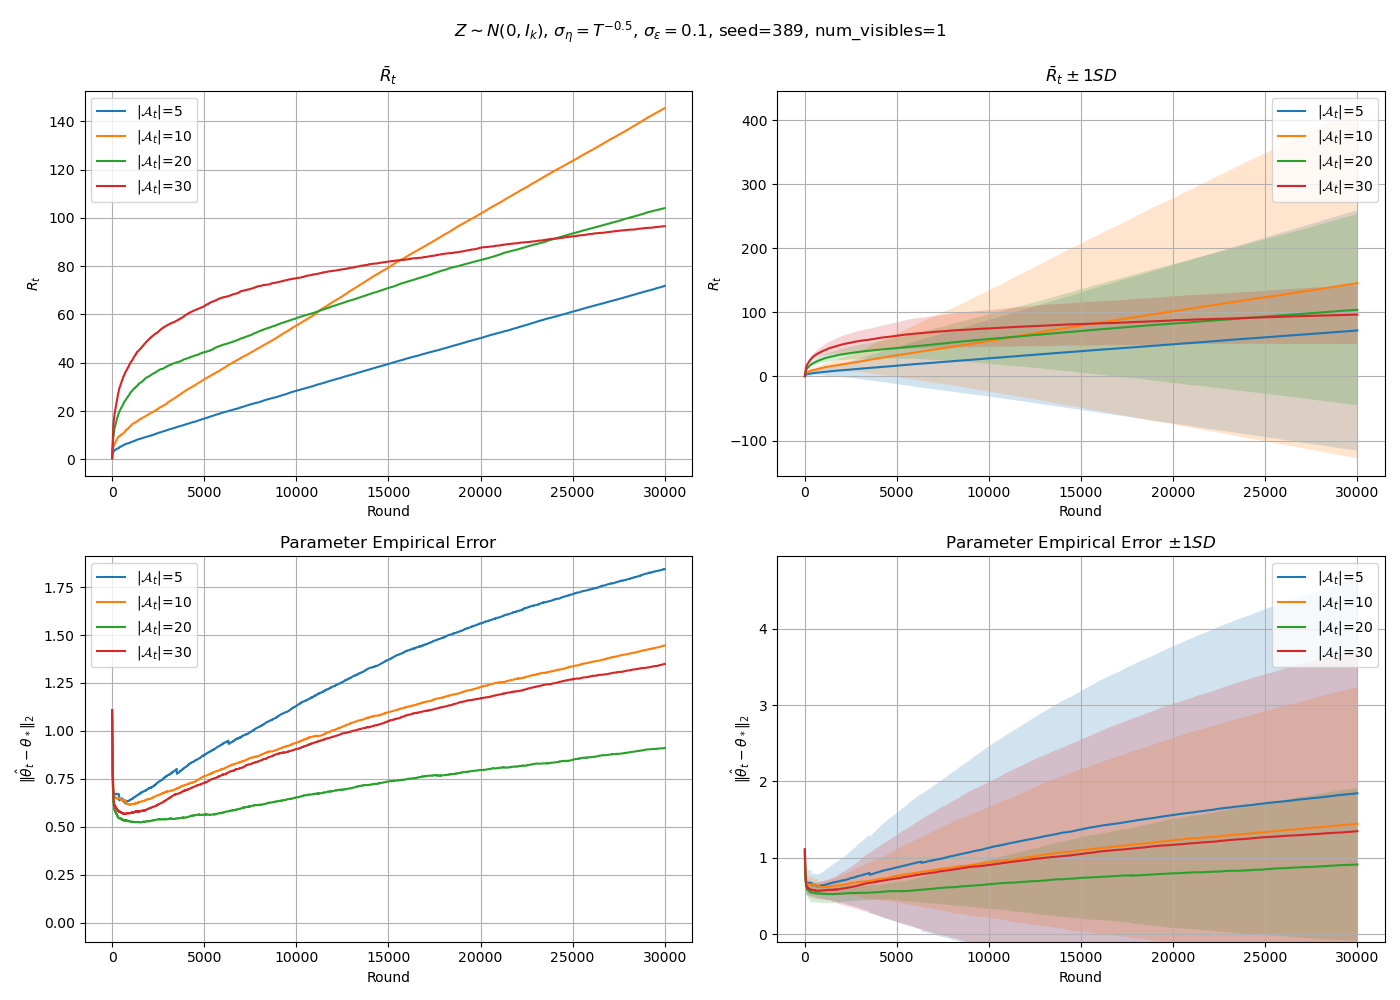 Z ∼ N(0, I_k), σ_η = T^{−0.5}, σ_ε = 0.1, seed=389, num_visibles=1
R̄_t
R_t
140
120
100
80
60
40
20
0
|𝒜_t|=5
|𝒜_t|=10
|𝒜_t|=20
|𝒜_t|=30
0 5000 10000 15000 20000 25000 30000
Round
R̄_t ± 1SD
R_t
400
300
200
100
0
−100
|𝒜_t|=5
|𝒜_t|=10
|𝒜_t|=20
|𝒜_t|=30
0 5000 10000 15000 20000 25000 30000
Round
Parameter Empirical Error
‖θ̂_t − θ_*‖_2
1.75
1.50
1.25
1.00
0.75
0.50
0.25
0.00
|𝒜_t|=5
|𝒜_t|=10
|𝒜_t|=20
|𝒜_t|=30
0 5000 10000 15000 20000 25000 30000
Round
Parameter Empirical Error ±1SD
‖θ̂_t − θ_*‖_2
4
3
2
1
0
|𝒜_t|=5
|𝒜_t|=10
|𝒜_t|=20
|𝒜_t|=30
0 5000 10000 15000 20000 25000 30000
Round